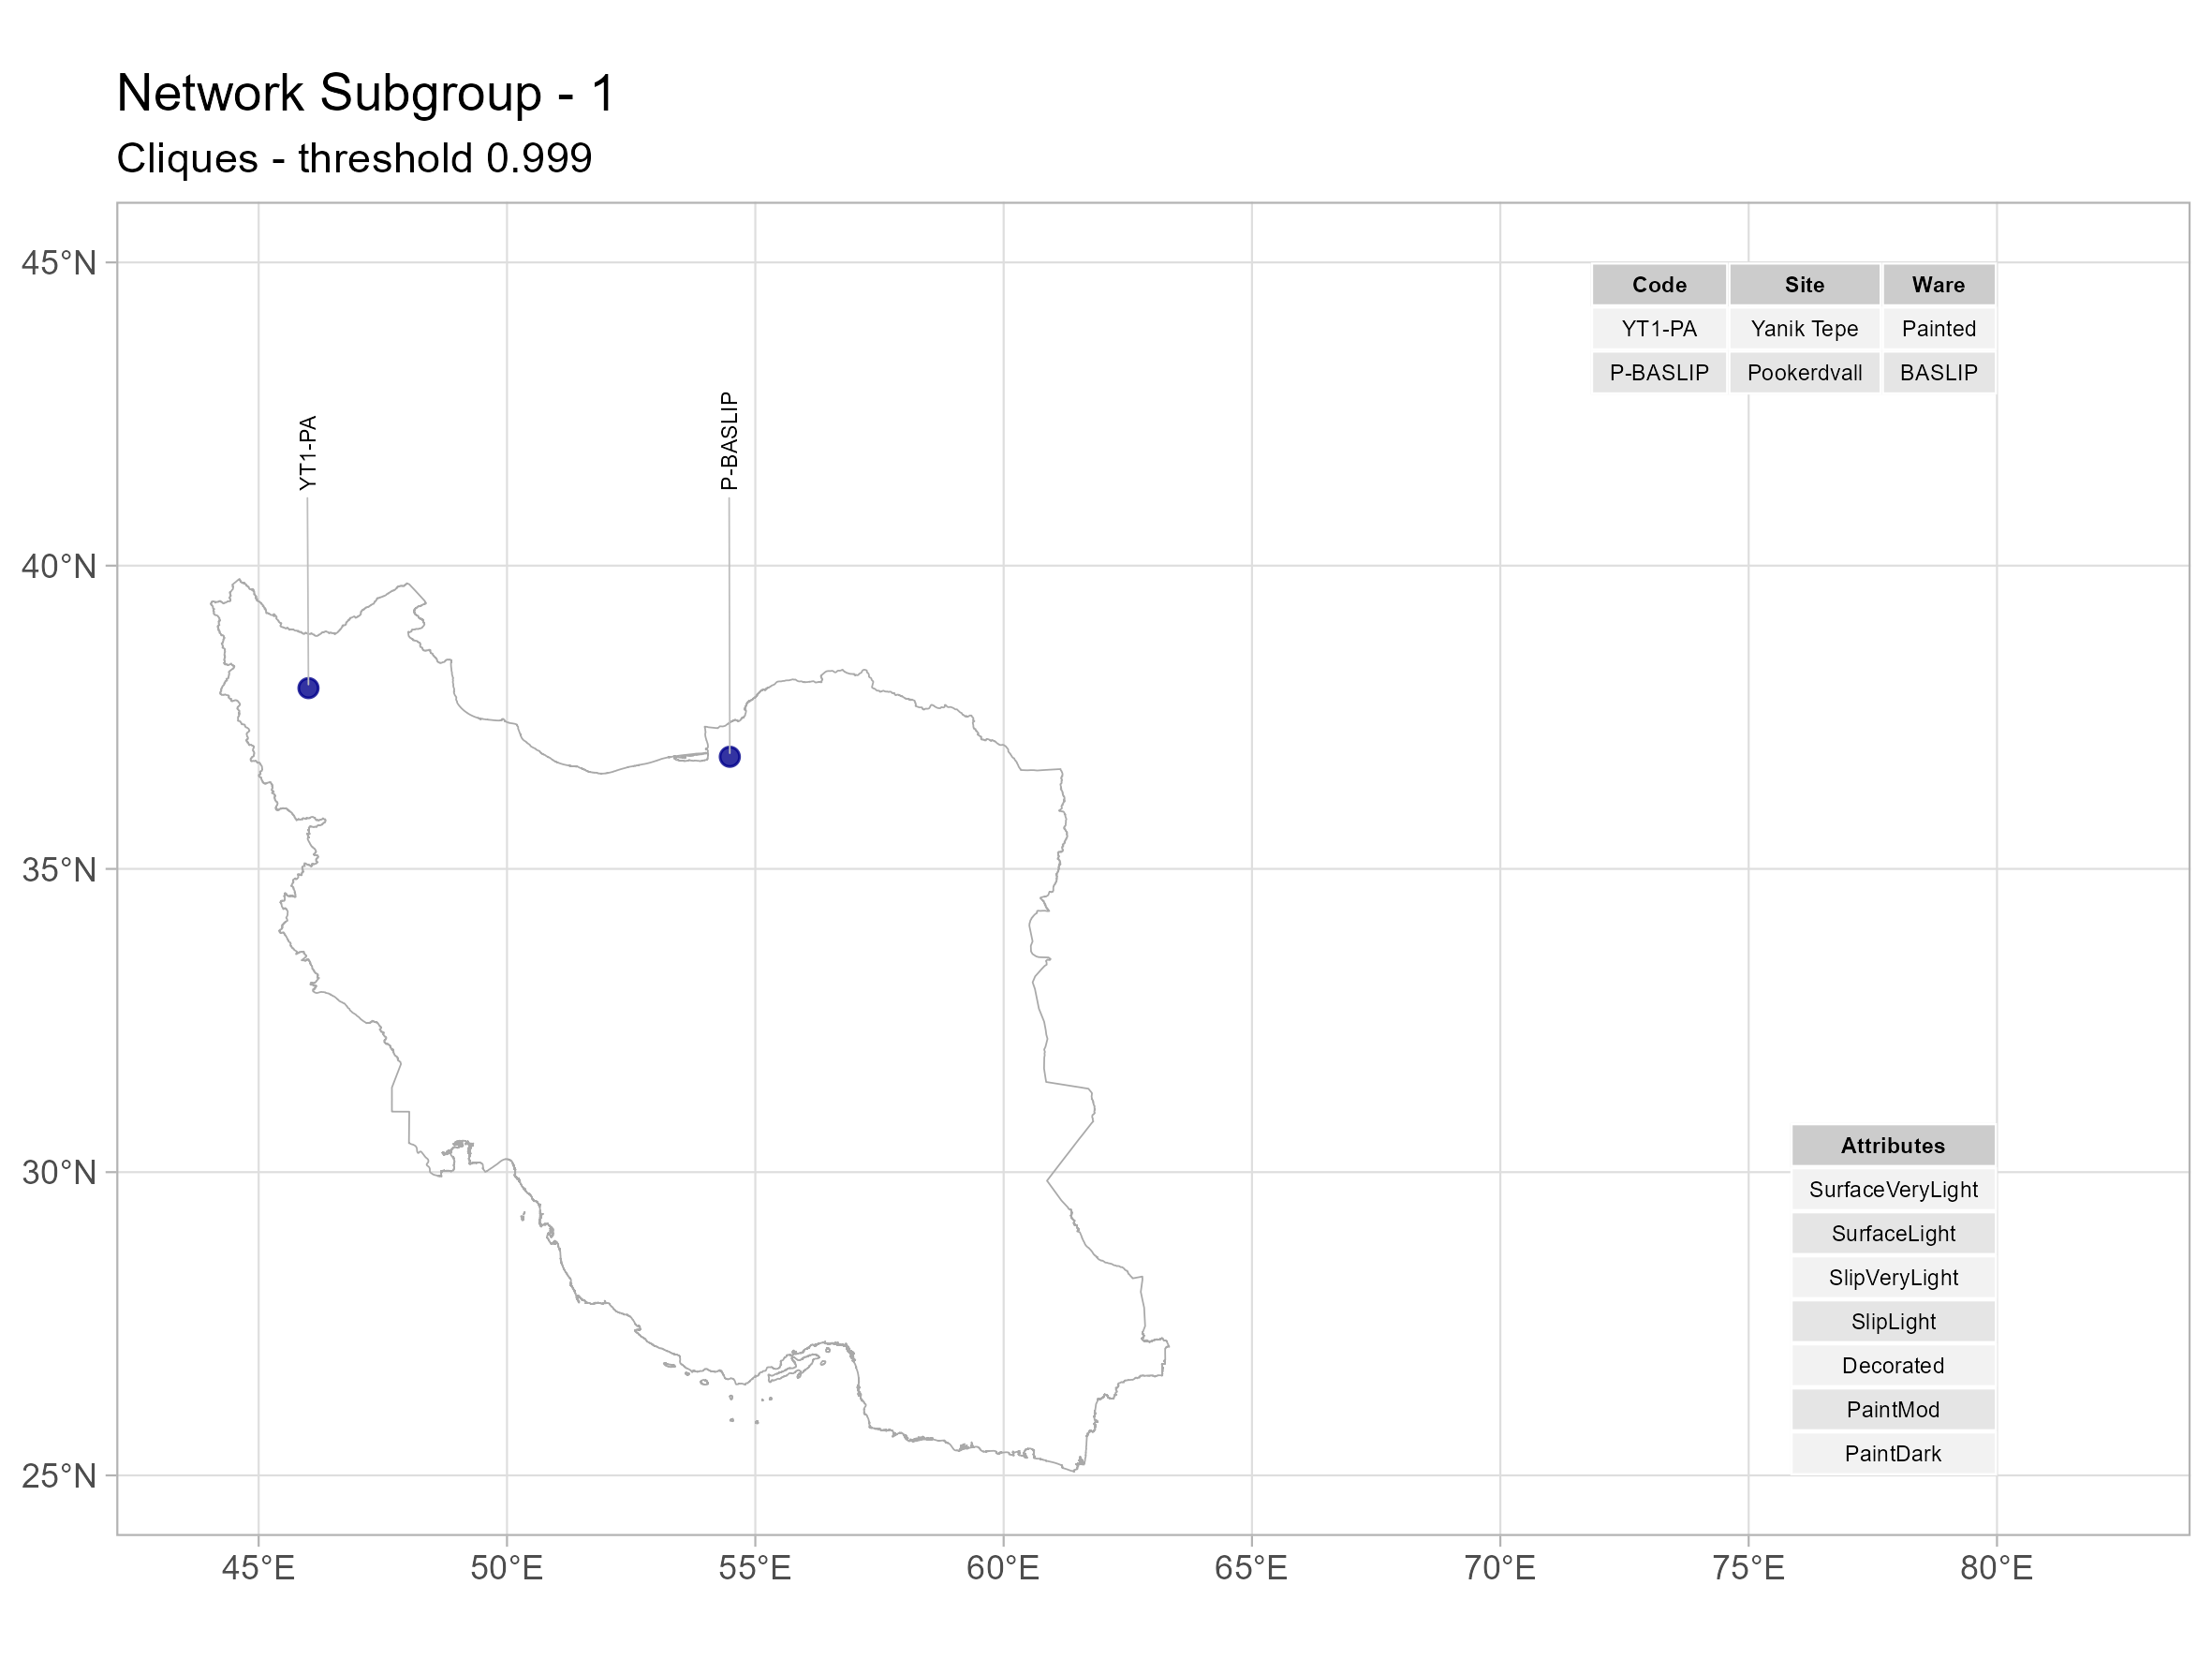 Network Subgroup - 1
Cliques - threshold 0.999
45°N
40°N
35°N
30°N
25°N
45°E 50°E 55°E 60°E 65°E 70°E 75°E 80°E
YT1-PA
P-BASLIP
Code Site Ware
YT1-PA Yanik Tepe Painted
P-BASLIP Pookerdvall BASLIP
Attributes
SurfaceVeryLight
SurfaceLight
SlipVeryLight
SlipLight
Decorated
PaintMod
PaintDark